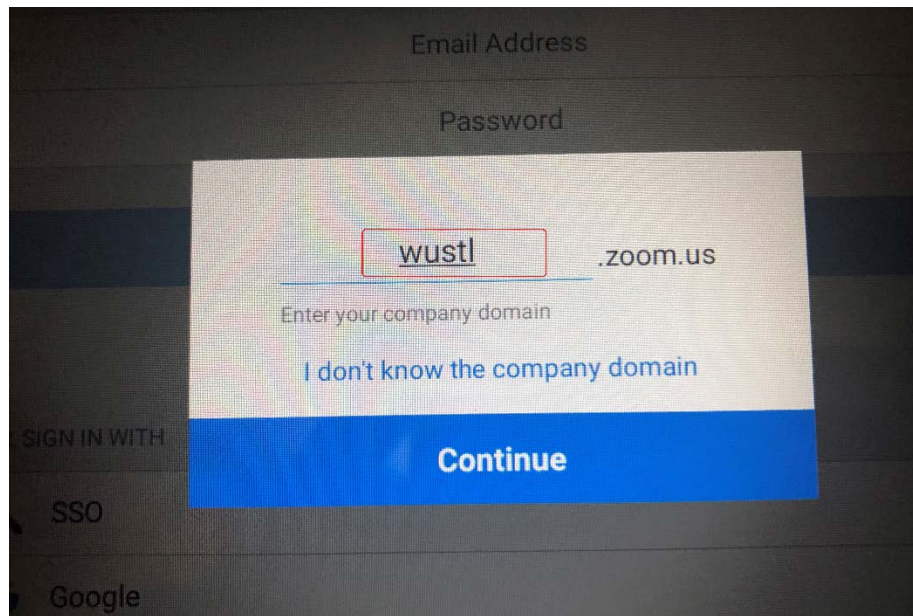 Email Address
Password
wustl .zoom.us
Enter your company domain
I don't know the company domain
Continue
SIGN IN WITH
SSO
Google